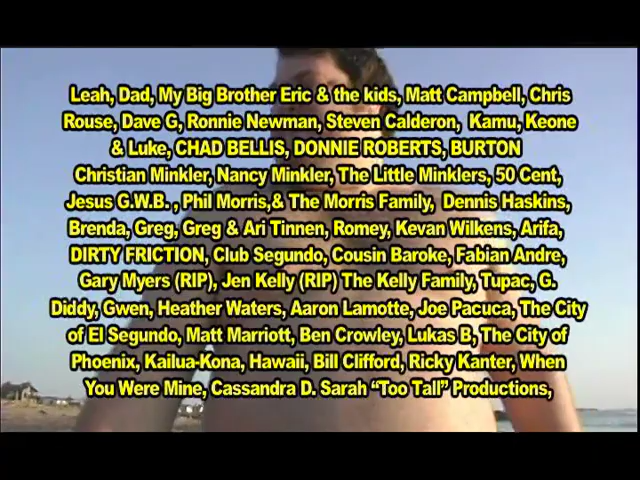 Leah, Dad, My Big Brother Eric & the kids, Matt Campbell, Chris
Rouse, Dave G, Ronnie Newman, Steven Calderon,  Kamu, Keone
& Luke, CHAD BELLIS, DONNIE ROBERTS, BURTON
Christian Minkler, Nancy Minkler, The Little Minklers, 50 Cent,
Jesus G.W.B. , Phil Morris,& The Morris Family,  Dennis Haskins,
Brenda, Greg, Greg & Ari Tinnen, Romey, Kevan Wilkens, Arifa,
DIRTY FRICTION, Club Segundo, Cousin Baroke, Fabian Andre,
Gary Myers (RIP), Jen Kelly (RIP) The Kelly Family, Tupac, G.
Diddy, Gwen, Heather Waters, Aaron Lamotte, Joe Pacuca, The City
of El Segundo, Matt Marriott, Ben Crowley, Lukas B, The City of
Phoenix, Kailua-Kona, Hawaii, Bill Clifford, Ricky Kanter, When
You Were Mine, Cassandra D. Sarah “Too Tall” Productions,